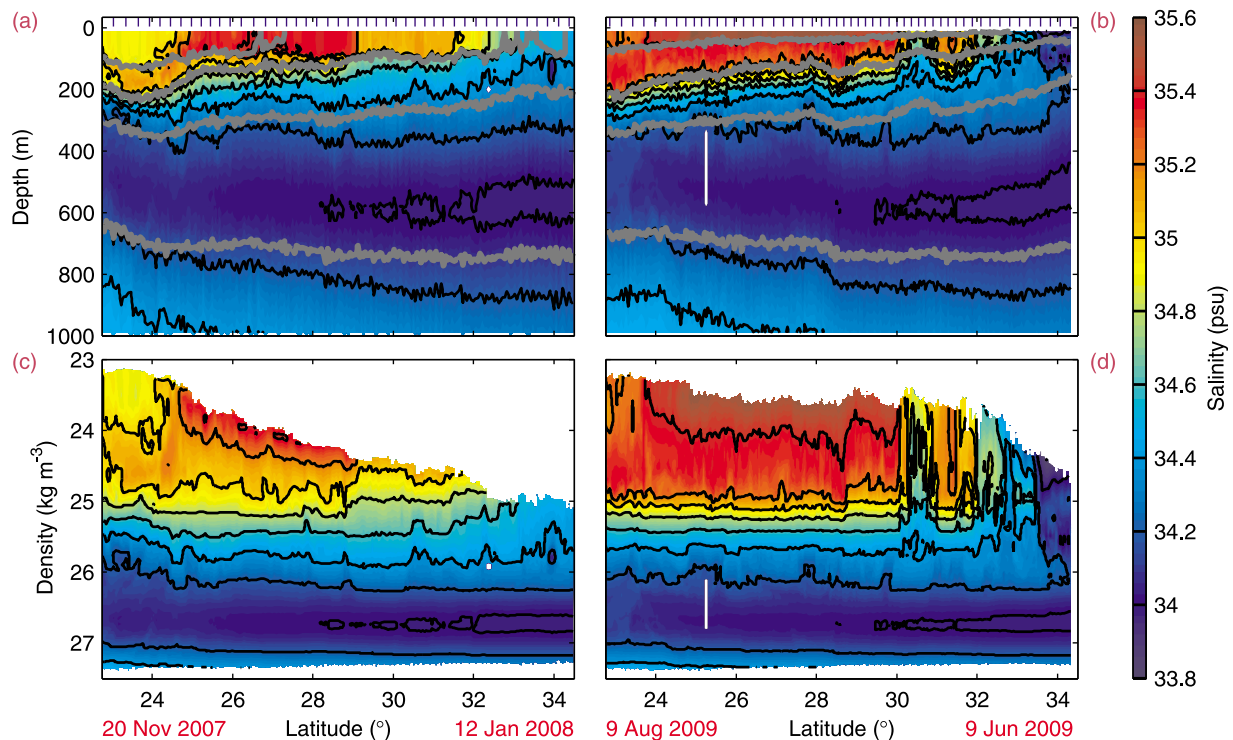 (a)
(b)
0
200
400
600
800
1000
Depth (m)
35.6
35.4
35.2
35
34.8
34.6
34.4
34.2
34
33.8
Salinity (psu)
(c)
(d)
23
24
25
26
27
Density (kg m-3)
24 26 28 30 32 34
24 26 28 30 32 34
20 Nov 2007 Latitude (°) 12 Jan 2008
9 Aug 2009 Latitude (°) 9 Jun 2009